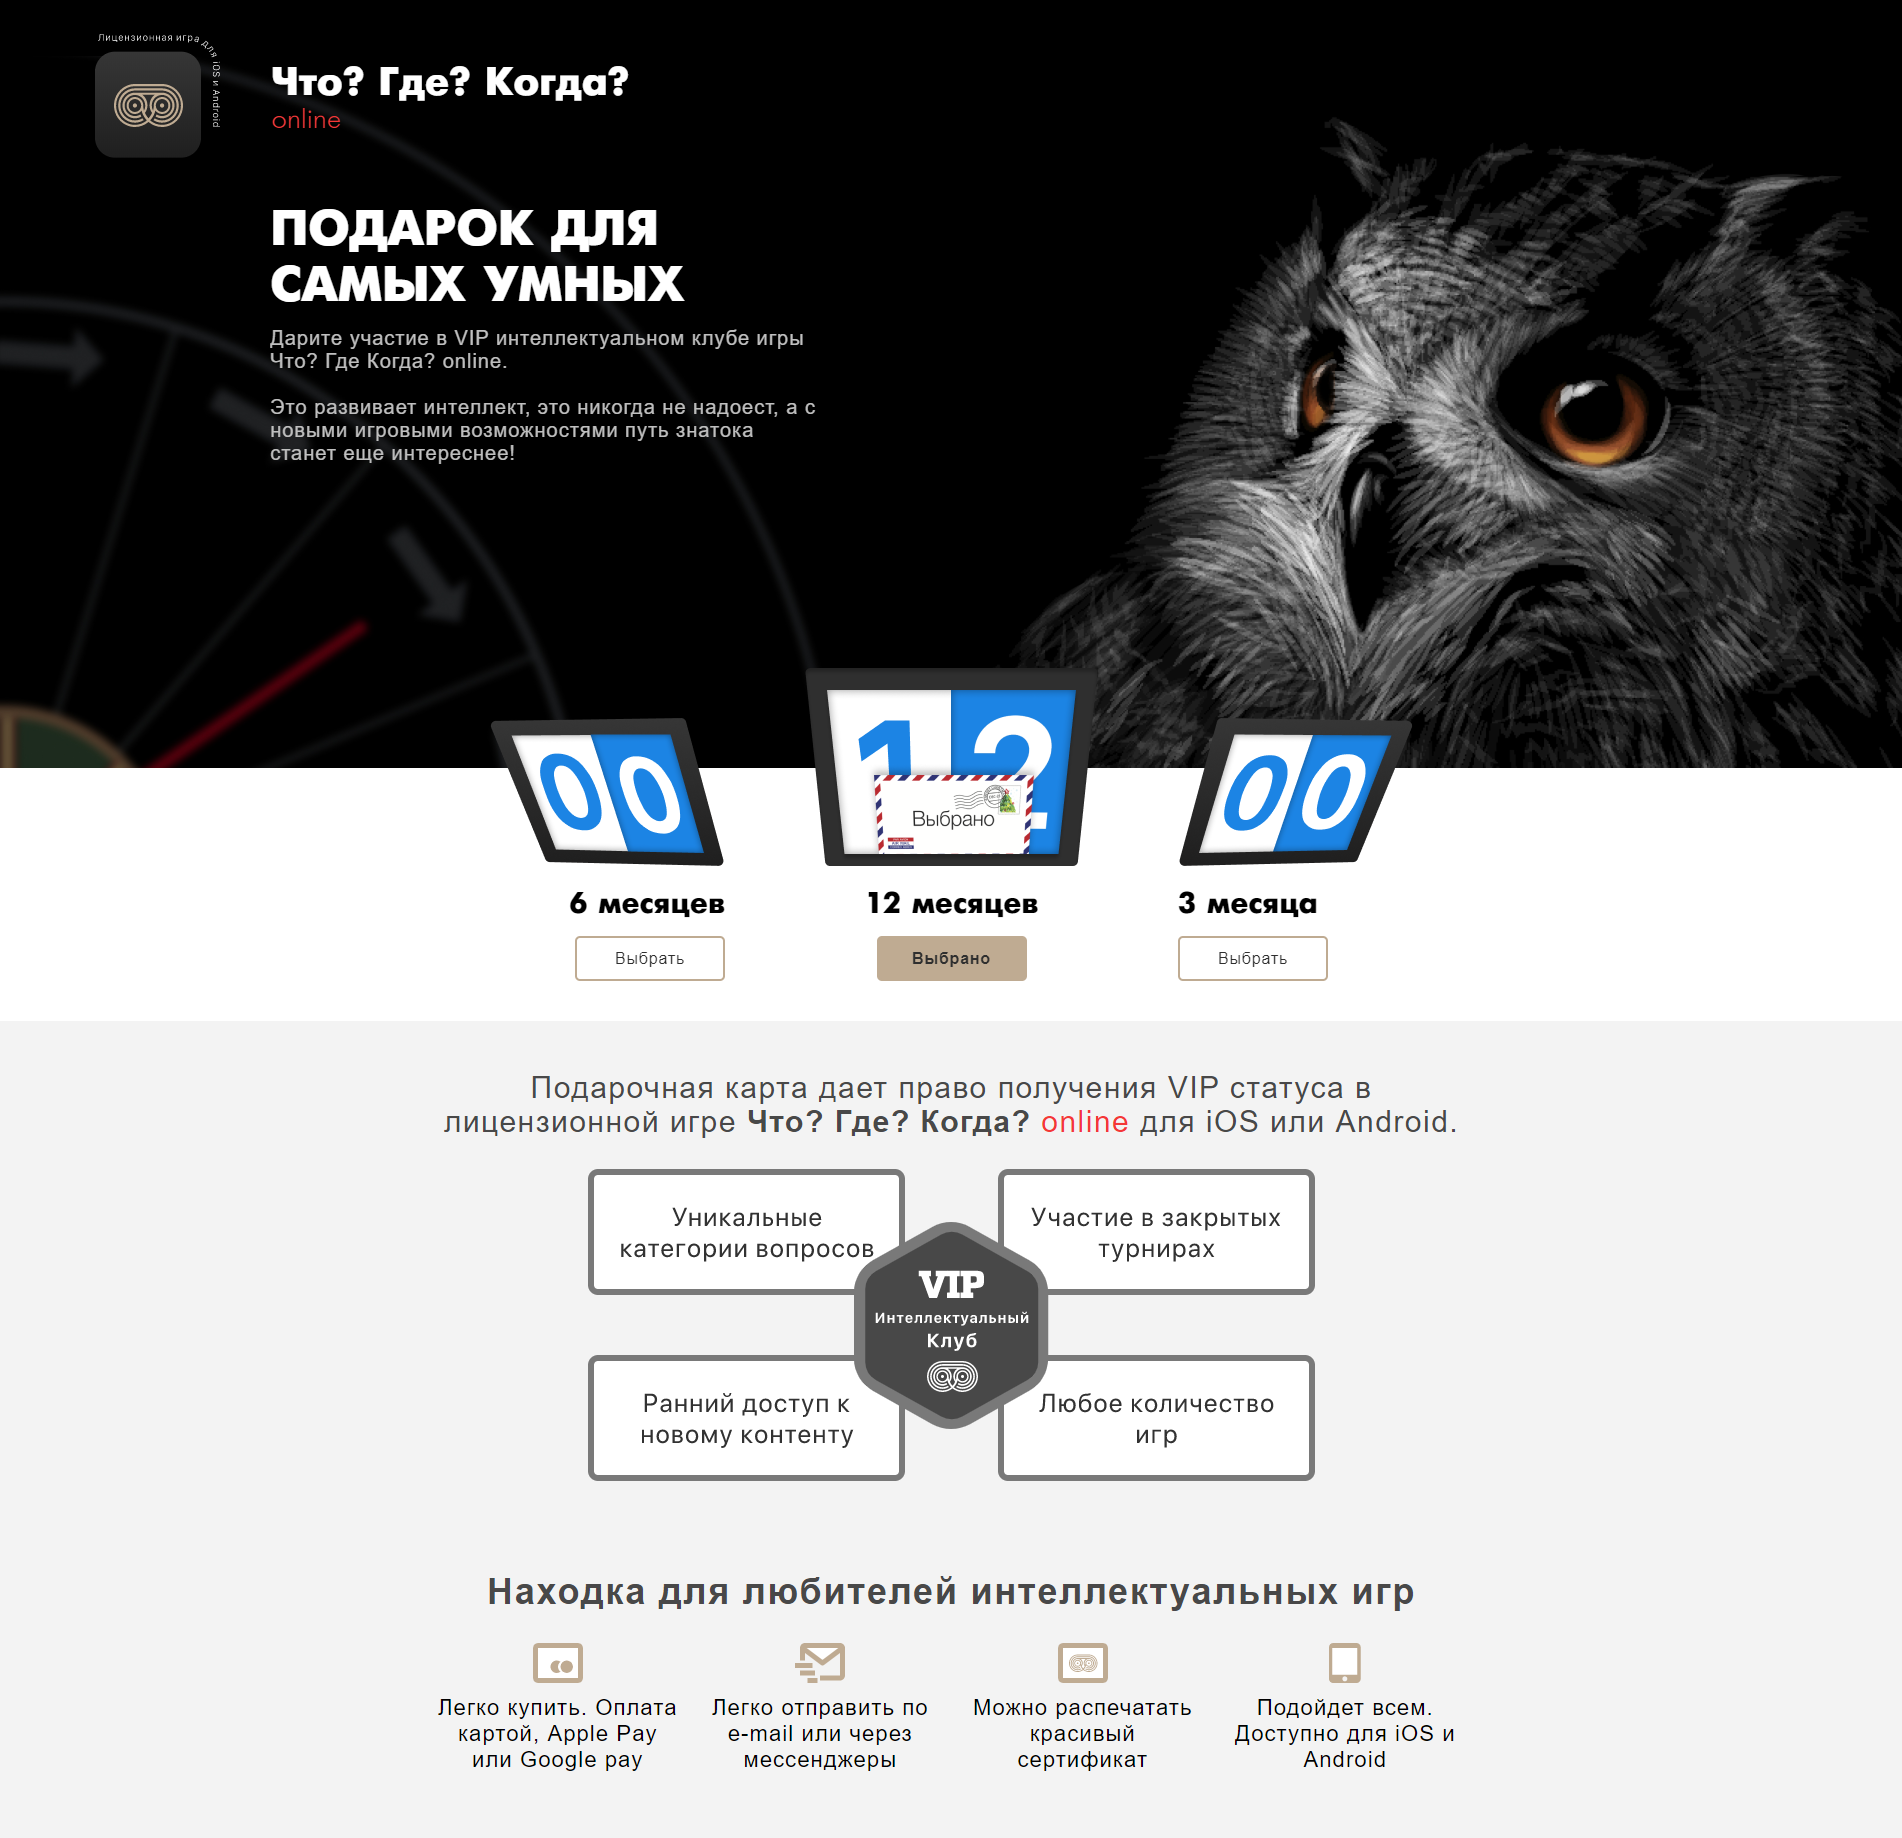 Лицензионная игра для iOS и Android
Что? Где? Когда?
online
ПОДАРОК ДЛЯ
САМЫХ УМНЫХ
Дарите участие в VIP интеллектуальном клубе игры
Что? Где Когда? online.
Это развивает интеллект, это никогда не надоест, а с
новыми игровыми возможностями путь знатока
станет еще интереснее!
00
12
00
Выбрано
6 месяцев
12 месяцев
3 месяца
Выбрать
Выбрано
Выбрать
Подарочная карта дает право получения VIP статуса в
лицензионной игре Что? Где? Когда? online для iOS или Android.
Уникальные
категории вопросов
Участие в закрытых
турнирах
VIP
Интеллектуальный
Клуб
Ранний доступ к
новому контенту
Любое количество
игр
Находка для любителей интеллектуальных игр
Легко купить. Оплата
картой, Apple Pay
или Google pay
Легко отправить по
e-mail или через
мессенджеры
Можно распечатать
красивый
сертификат
Подойдет всем.
Доступно для iOS и
Android